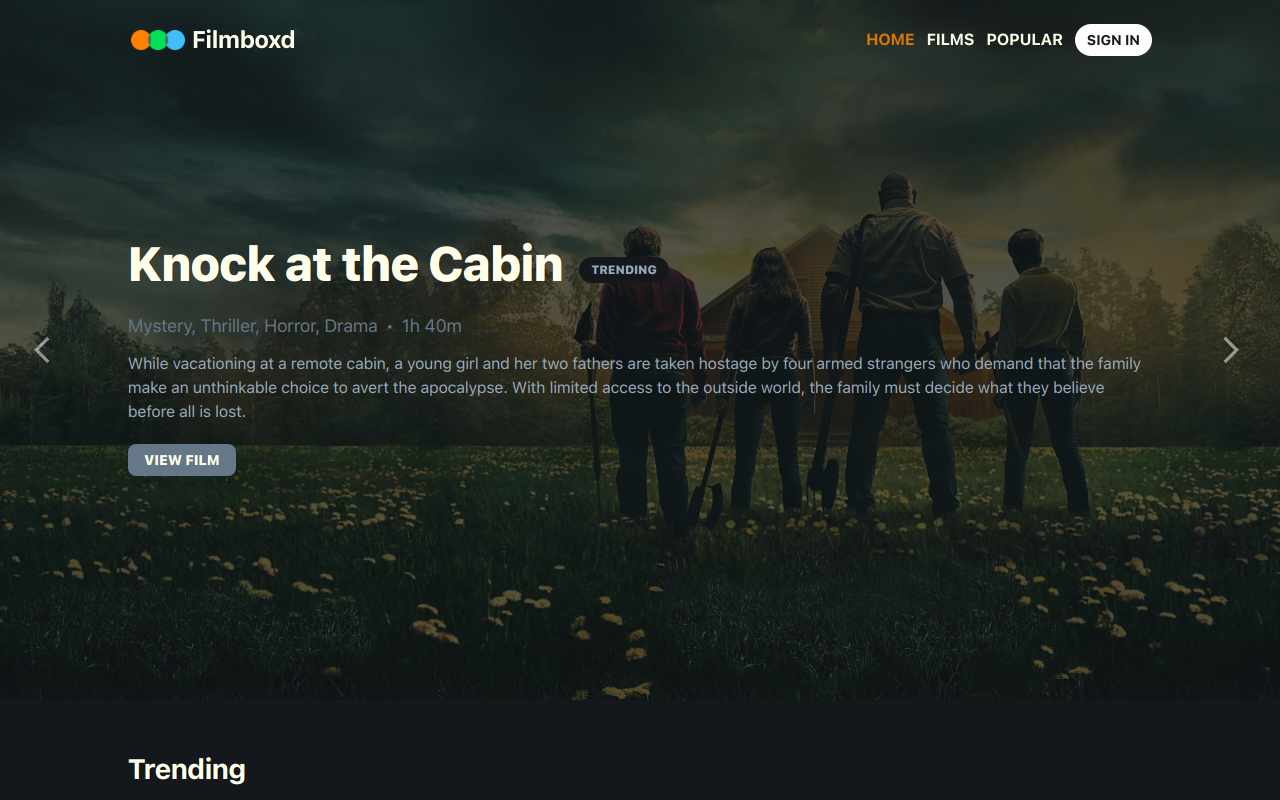 Filmboxd
HOME FILMS POPULAR SIGN IN
Knock at the Cabin TRENDING
Mystery, Thriller, Horror, Drama • 1h 40m
While vacationing at a remote cabin, a young girl and her two fathers are taken hostage by four armed strangers who demand that the family
make an unthinkable choice to avert the apocalypse. With limited access to the outside world, the family must decide what they believe
before all is lost.
VIEW FILM
Trending